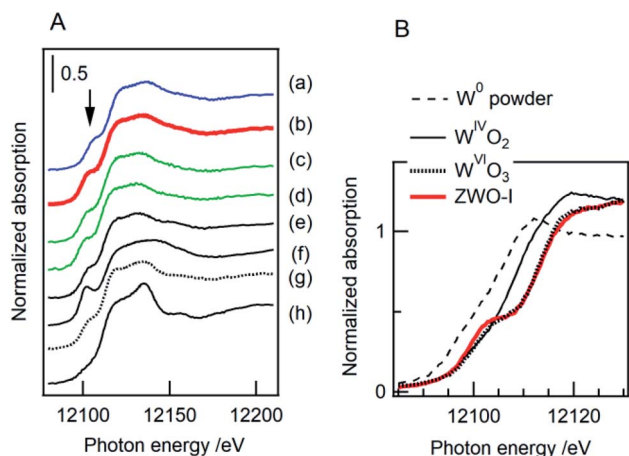 A
0.5
(a)
(b)
(c)
(d)
(e)
(f)
(g)
(h)
Normalized absorption
12100 12150 12200
Photon energy /eV
B
W⁰ powder
WᴵⱽO₂
WⱽᴵO₃
ZWO-I
Normalized absorption
1
0
12100 12120
Photon energy /eV